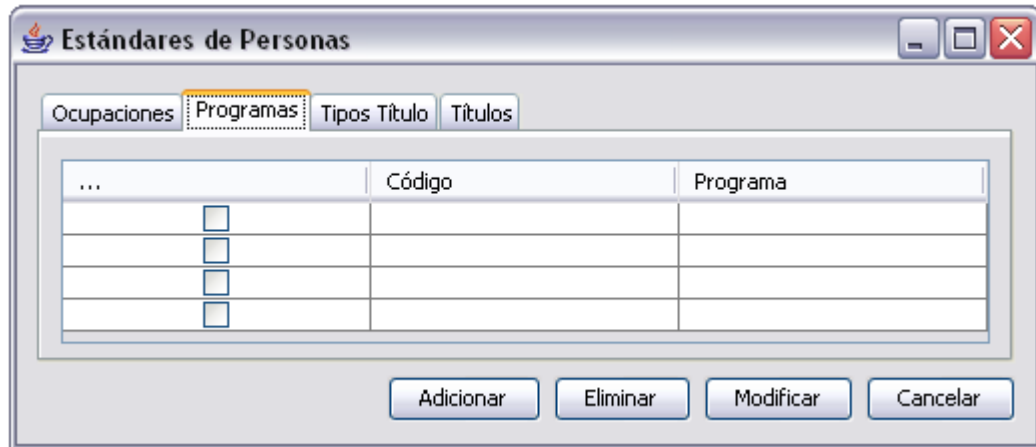 Estándares de Personas
Ocupaciones Programas Tipos Título Títulos
... Código Programa
Adicionar Eliminar Modificar Cancelar